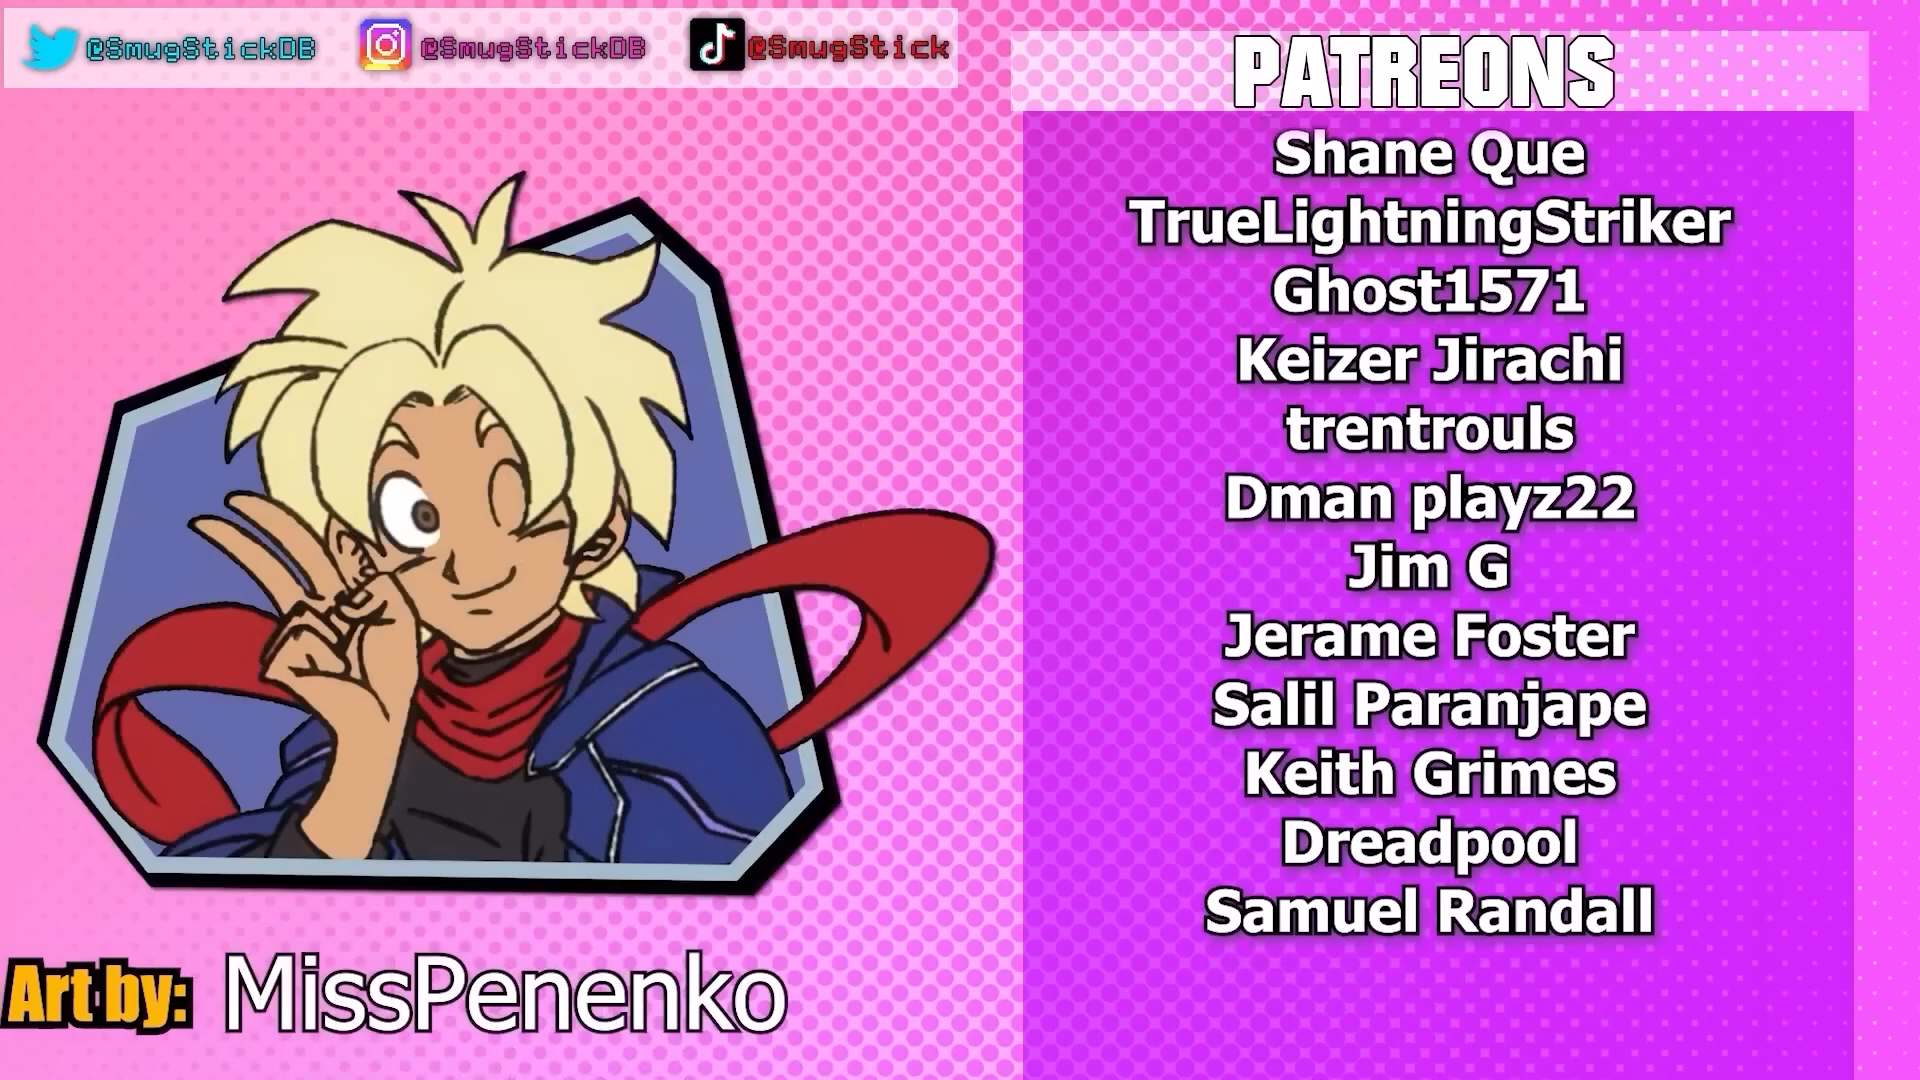 @SmugStickDB @SmugStickDB @SmugStick
PATREONS
Shane Que
TrueLightningStriker
Ghost1571
Keizer Jirachi
trentrouls
Dman playz22
Jim G
Jerame Foster
Salil Paranjape
Keith Grimes
Dreadpool
Samuel Randall
Art by: MissPenenko